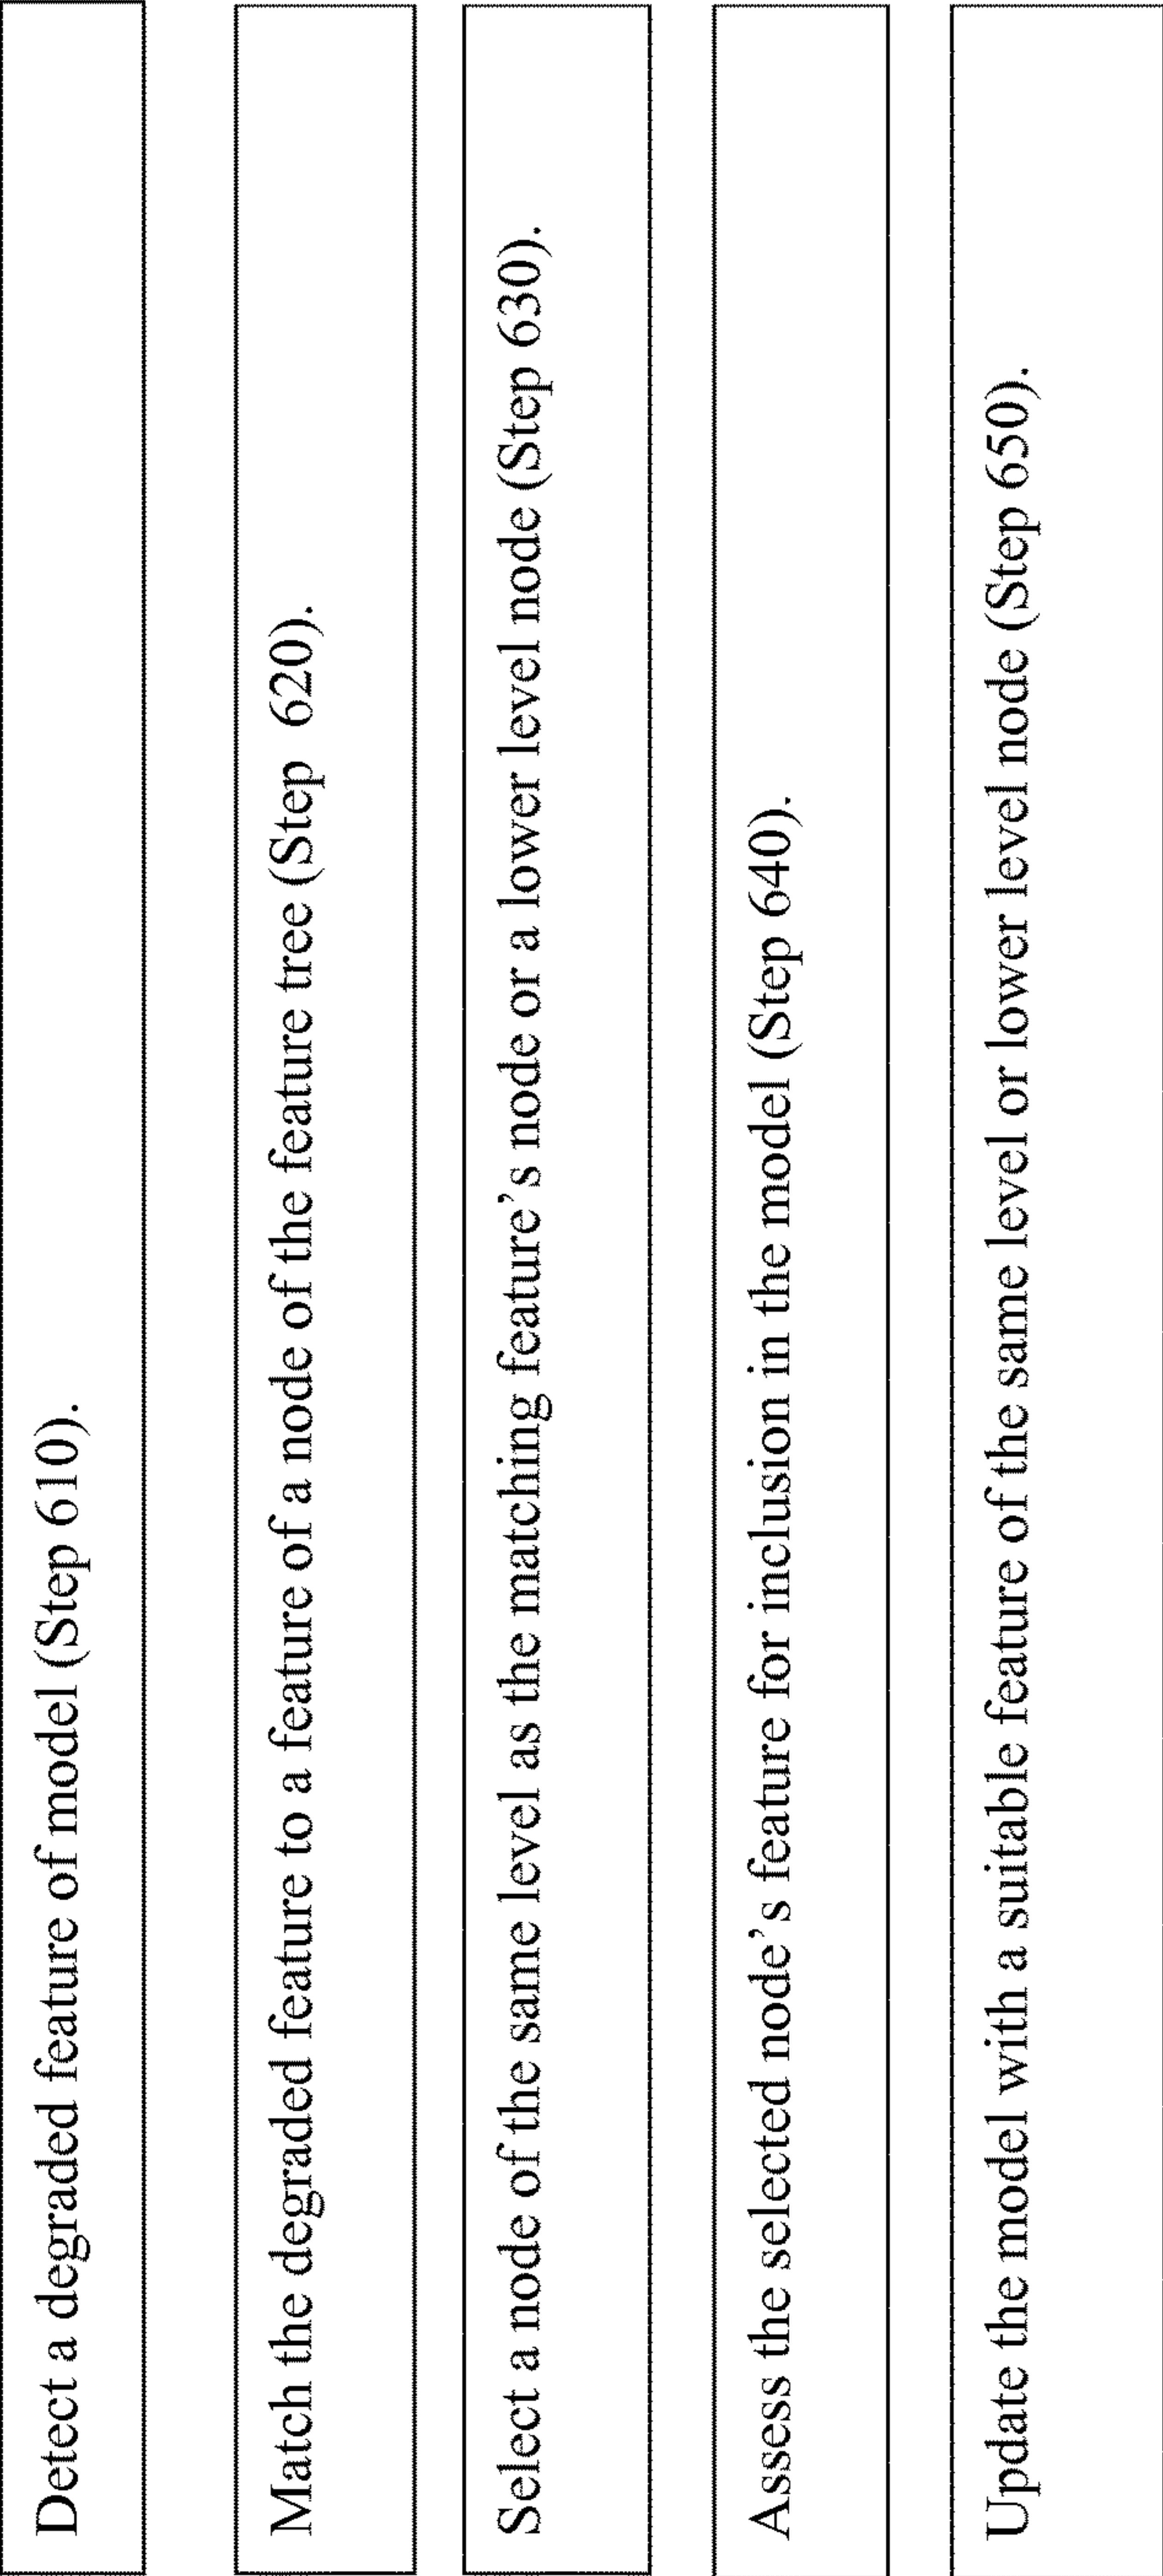 Detect a degraded feature of model (Step 610).
Match the degraded feature to a feature of a node of the feature tree (Step 620).
Select a node of the same level as the matching feature’s node or a lower level node (Step 630).
Assess the selected node’s feature for inclusion in the model (Step 640).
Update the model with a suitable feature of the same level or lower level node (Step 650).